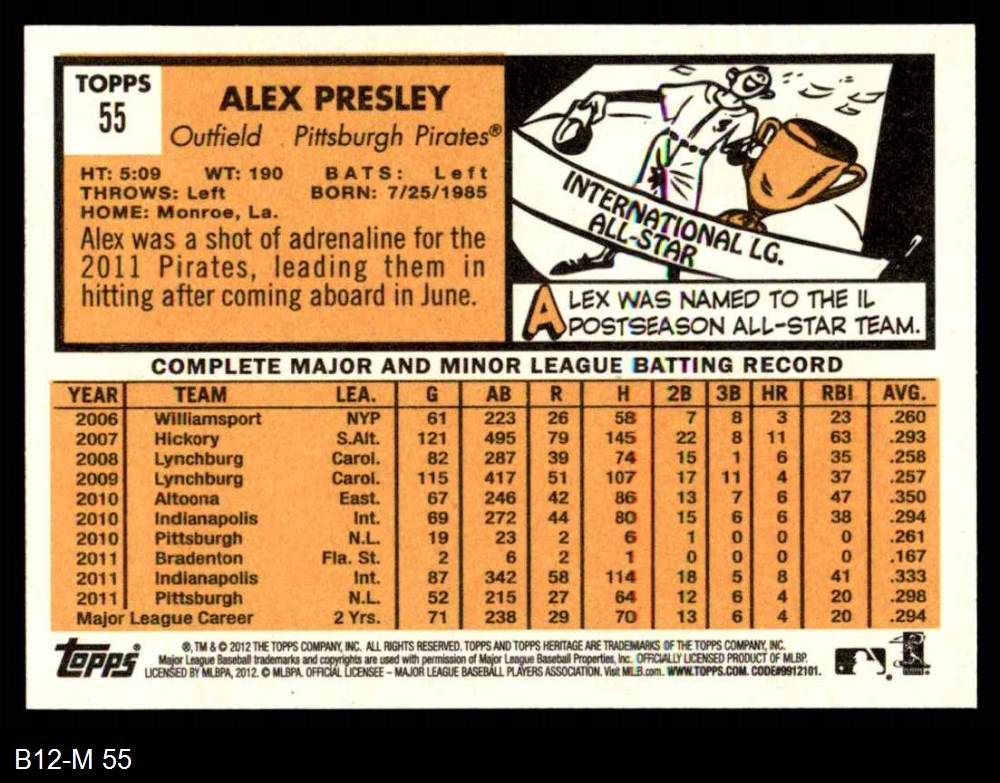 TOPPS
55
ALEX PRESLEY
Outfield Pittsburgh Pirates®
HT: 5:09 WT: 190 BATS: Left
THROWS: Left BORN: 7/25/1985
HOME: Monroe, La.
Alex was a shot of adrenaline for the
2011 Pirates, leading them in
hitting after coming aboard in June.
S
INTERNATIONAL LG.
ALL-STAR
ALEX WAS NAMED TO THE IL
POSTSEASON ALL-STAR TEAM.
COMPLETE MAJOR AND MINOR LEAGUE BATTING RECORD
YEAR TEAM LEA. G AB R H 2B 3B HR RBI AVG.
2006 Williamsport NYP 61 223 26 58 7 8 3 23 .260
2007 Hickory S.Alt. 121 495 79 145 22 8 11 63 .293
2008 Lynchburg Carol. 82 287 39 74 15 1 6 35 .258
2009 Lynchburg Carol. 115 417 51 107 17 11 4 37 .257
2010 Altoona East. 67 246 42 86 13 7 6 47 .350
2010 Indianapolis Int. 69 272 44 80 15 6 6 38 .294
2010 Pittsburgh N.L. 19 23 2 6 1 0 0 0 .261
2011 Bradenton Fla. St. 2 6 2 1 0 0 0 0 .167
2011 Indianapolis Int. 87 342 58 114 18 5 8 41 .333
2011 Pittsburgh N.L. 52 215 27 64 12 6 4 20 .298
Major League Career 2 Yrs. 71 238 29 70 13 6 4 20 .294
topps®
®, TM & © 2012 THE TOPPS COMPANY, INC. ALL RIGHTS RESERVED. TOPPS AND TOPPS HERITAGE ARE TRADEMARKS OF THE TOPPS COMPANY, INC.
Major League Baseball trademarks and copyrights are used with permission of Major League Baseball Properties, Inc. OFFICIALLY LICENSED PRODUCT OF MLBP.
LICENSED BY MLBPA, 2012. © MLBPA. OFFICIAL LICENSEE – MAJOR LEAGUE BASEBALL PLAYERS ASSOCIATION. Visit MLB.com. WWW.TOPPS.COM. CODE#9912101.
B12-M 55